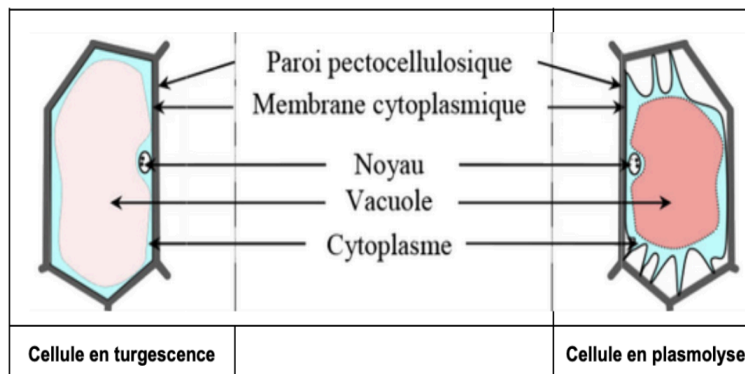 Paroi pectocellulosique
Membrane cytoplasmique
Noyau
Vacuole
Cytoplasme
Cellule en turgescence
Cellule en plasmolyse